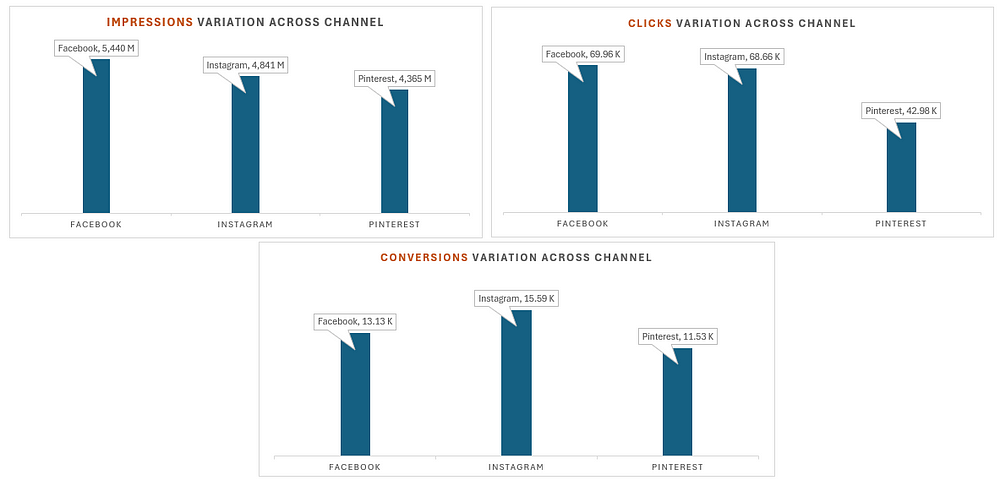 IMPRESSIONS VARIATION ACROSS CHANNEL
Facebook, 5,440 M
Instagram, 4,841 M
Pinterest, 4,365 M
FACEBOOK
INSTAGRAM
PINTEREST
CLICKS VARIATION ACROSS CHANNEL
Facebook, 69.96 K
Instagram, 68.66 K
Pinterest, 42.98 K
FACEBOOK
INSTAGRAM
PINTEREST
CONVERSIONS VARIATION ACROSS CHANNEL
Facebook, 13.13 K
Instagram, 15.59 K
Pinterest, 11.53 K
FACEBOOK
INSTAGRAM
PINTEREST